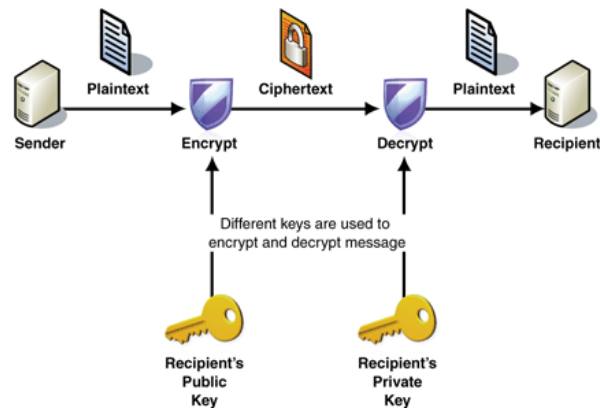 Plaintext
Ciphertext
Plaintext
Sender
Encrypt
Decrypt
Recipient
Different keys are used to
encrypt and decrypt message
Recipient's
Public
Key
Recipient's
Private
Key